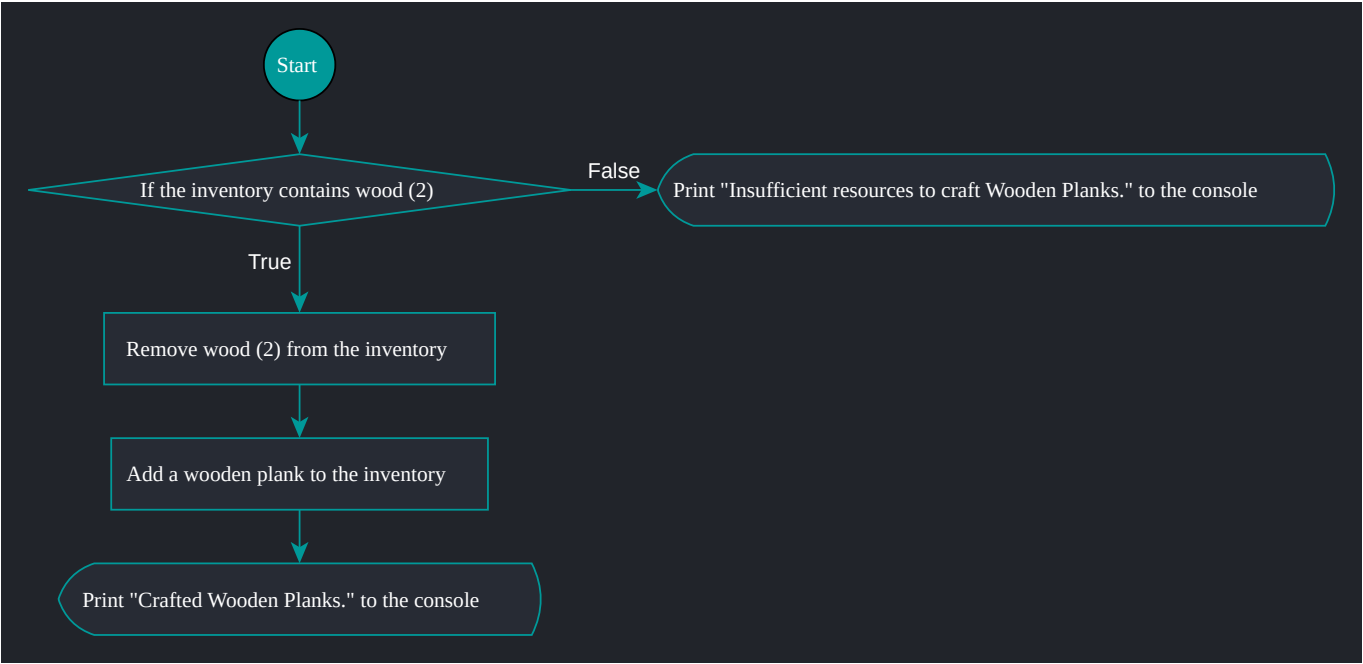 Start
If the inventory contains wood (2)
False
Print "Insufficient resources to craft Wooden Planks." to the console
True
Remove wood (2) from the inventory
Add a wooden plank to the inventory
Print "Crafted Wooden Planks." to the console